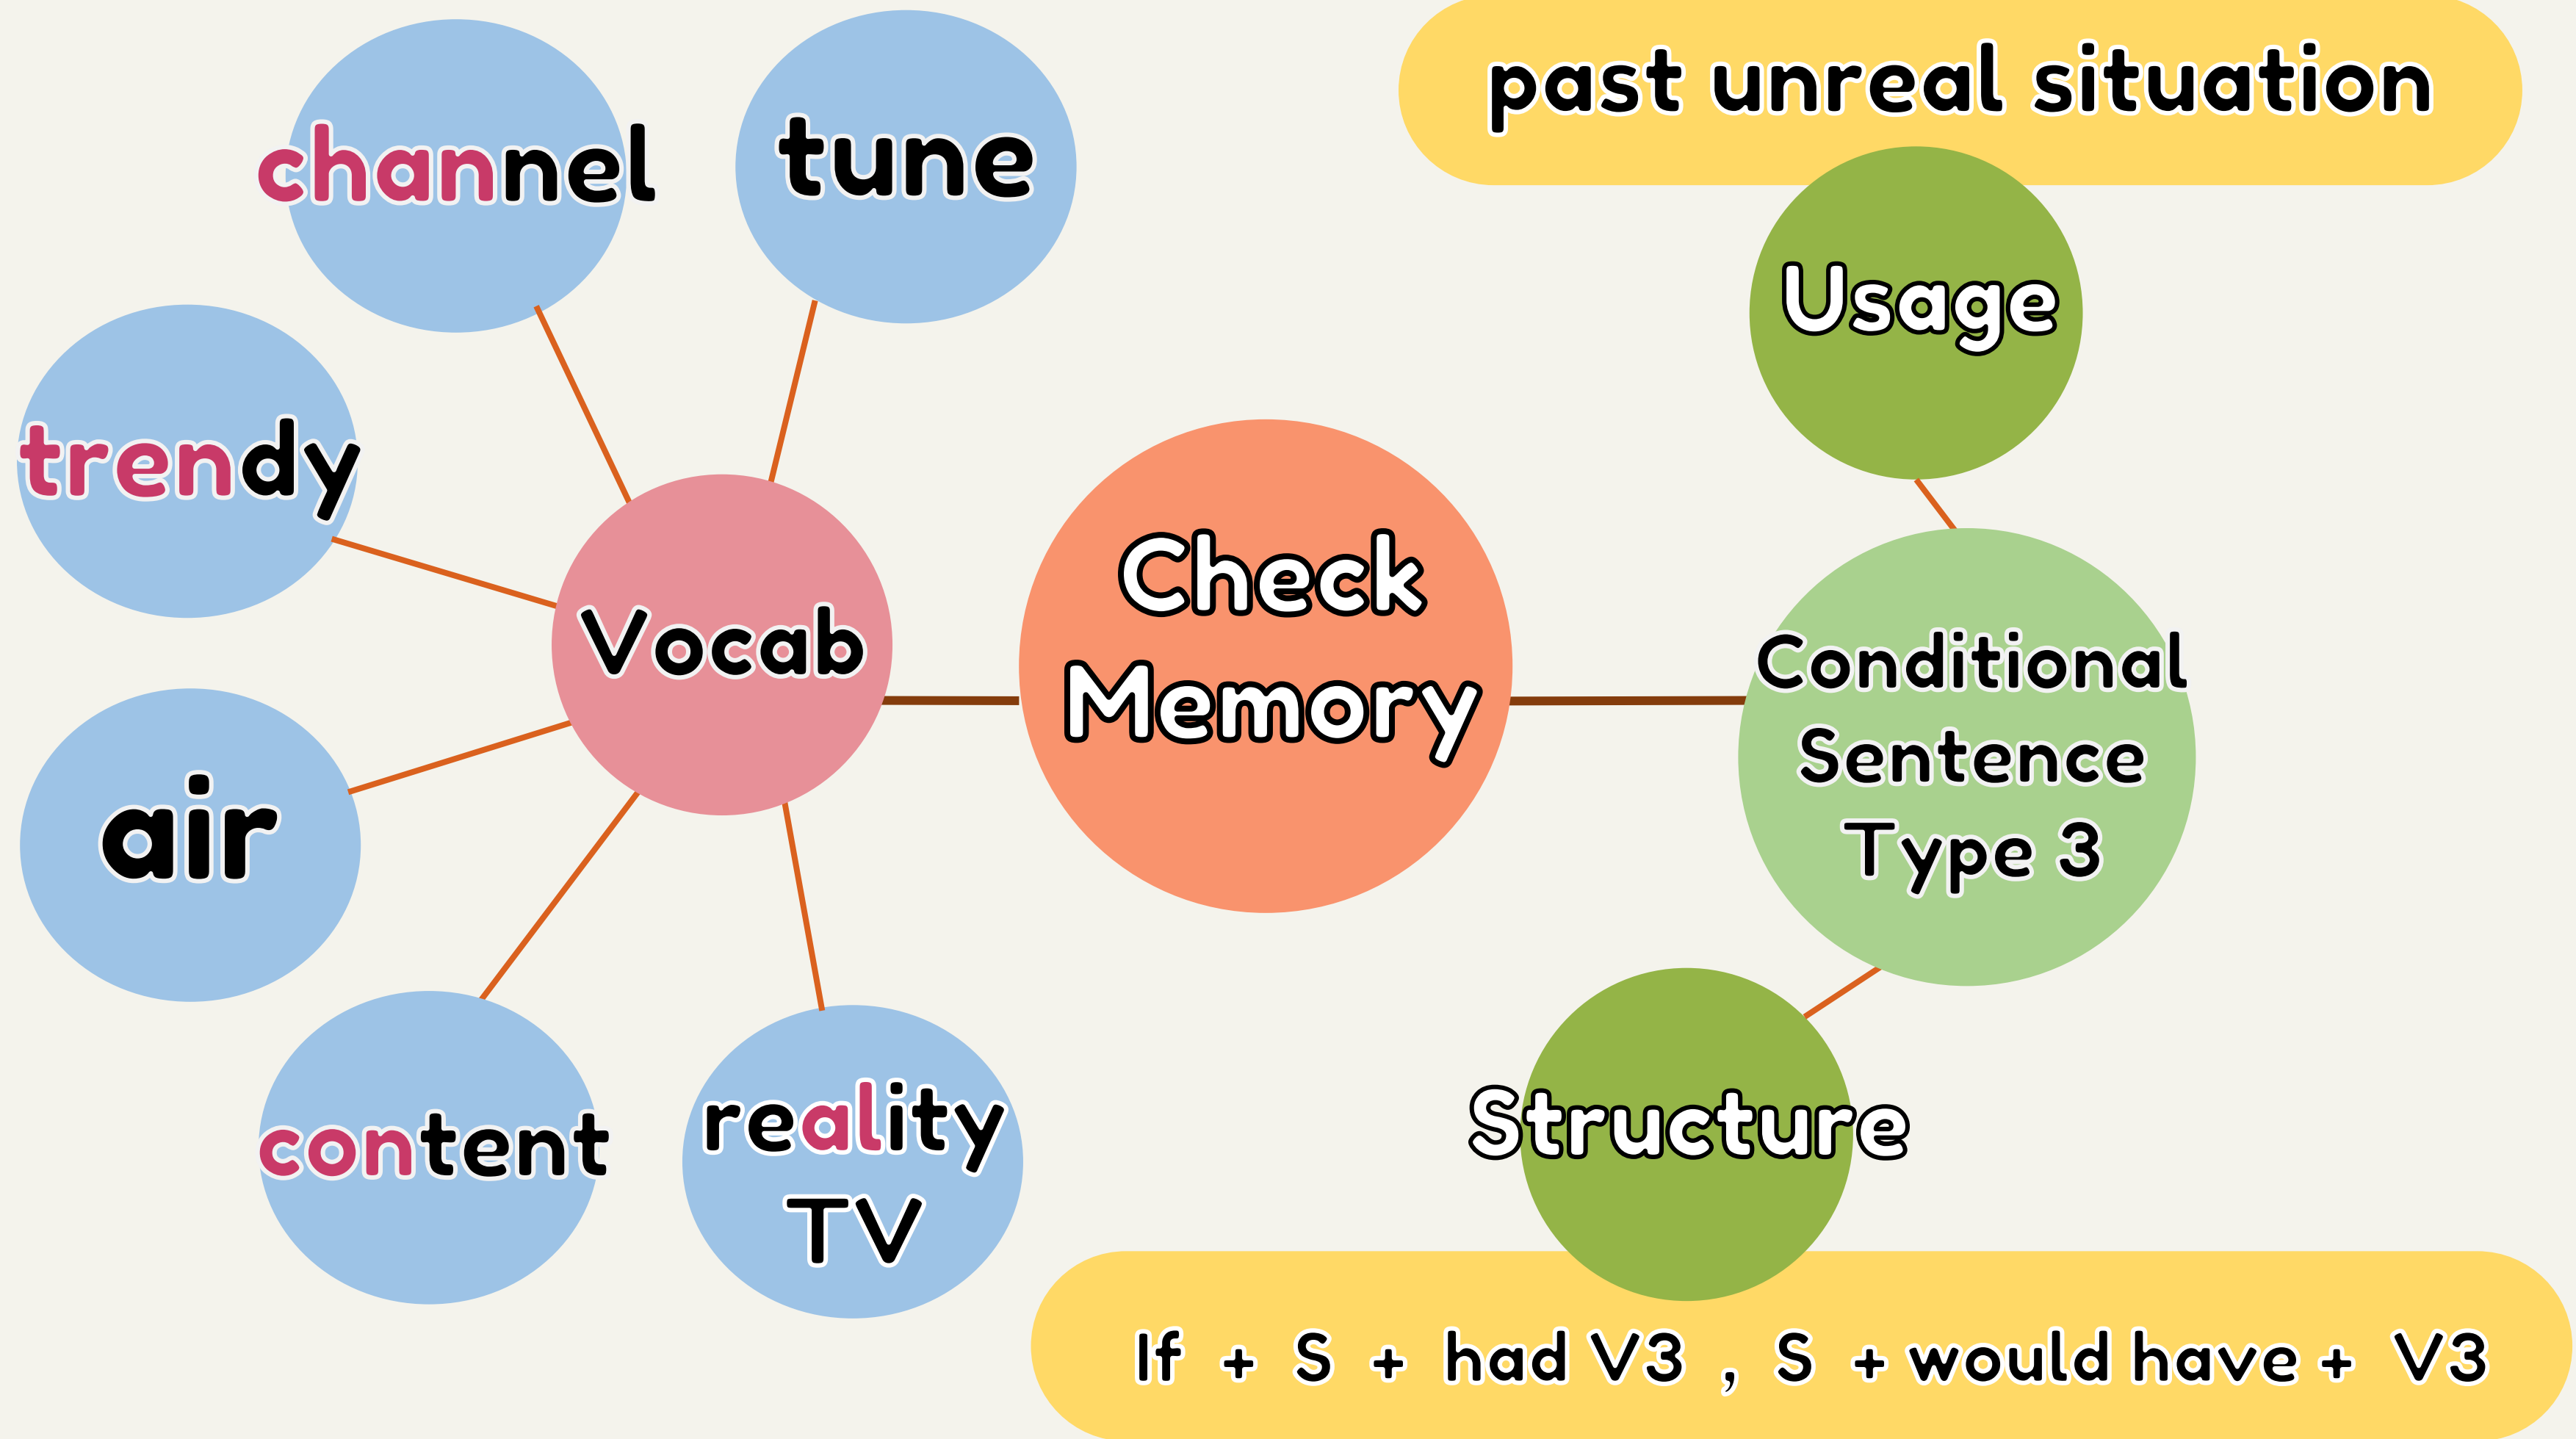 channel
tune
trendy
Vocab
air
content
reality
TV
Check
Memory
past unreal situation
Usage
Conditional
Sentence
Type 3
Structure
If + S + had V3 , S + would have + V3